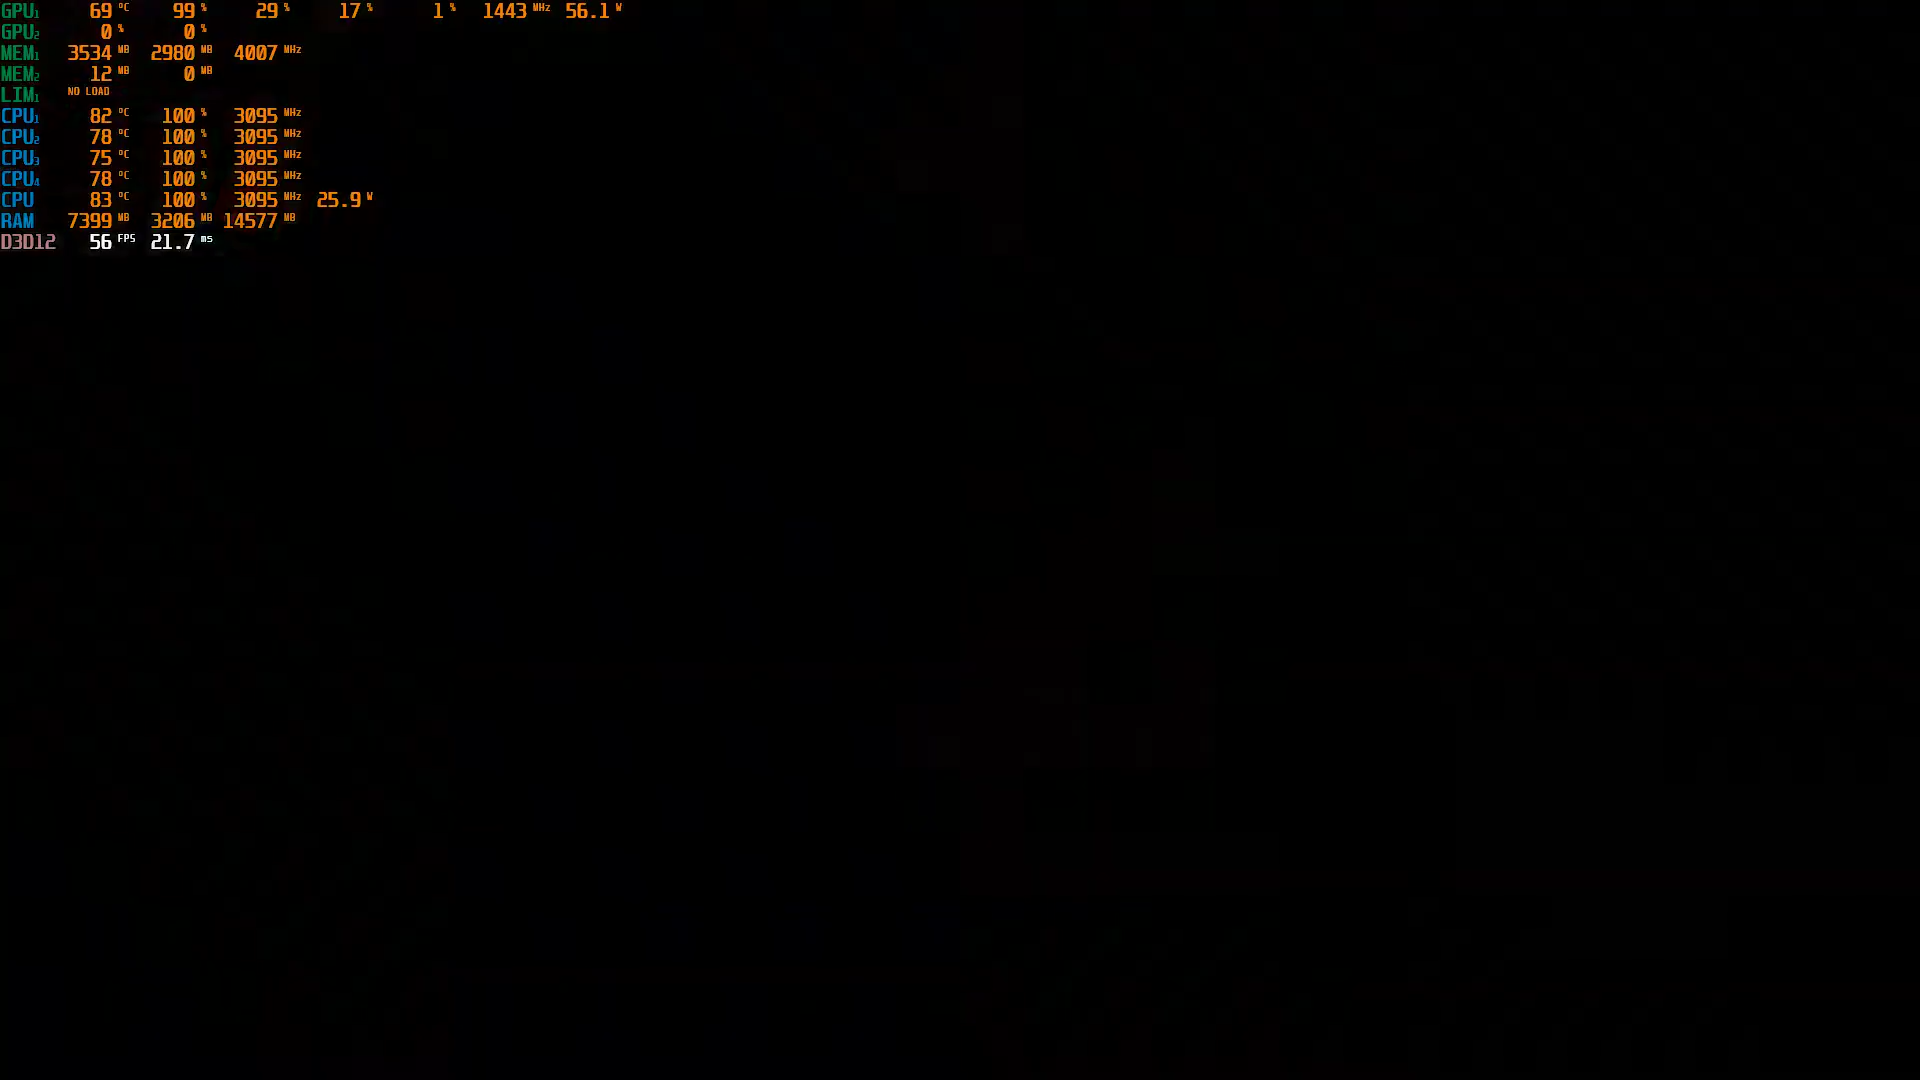 GPU1 69 °C 99 % 29 % 17 % 1 % 1443 MHz 56.1 W
GPU2 0 % 0 %
MEM1 3534 MB 2980 MB 4007 MHz
MEM2 12 MB 0 MB
LIM1 NO LOAD
CPU1 82 °C 100 % 3095 MHz
CPU2 78 °C 100 % 3095 MHz
CPU3 75 °C 100 % 3095 MHz
CPU4 78 °C 100 % 3095 MHz
CPU 83 °C 100 % 3095 MHz 25.9 W
RAM 7399 MB 3206 MB 14577 MB
D3D12 56 FPS 21.7 ms